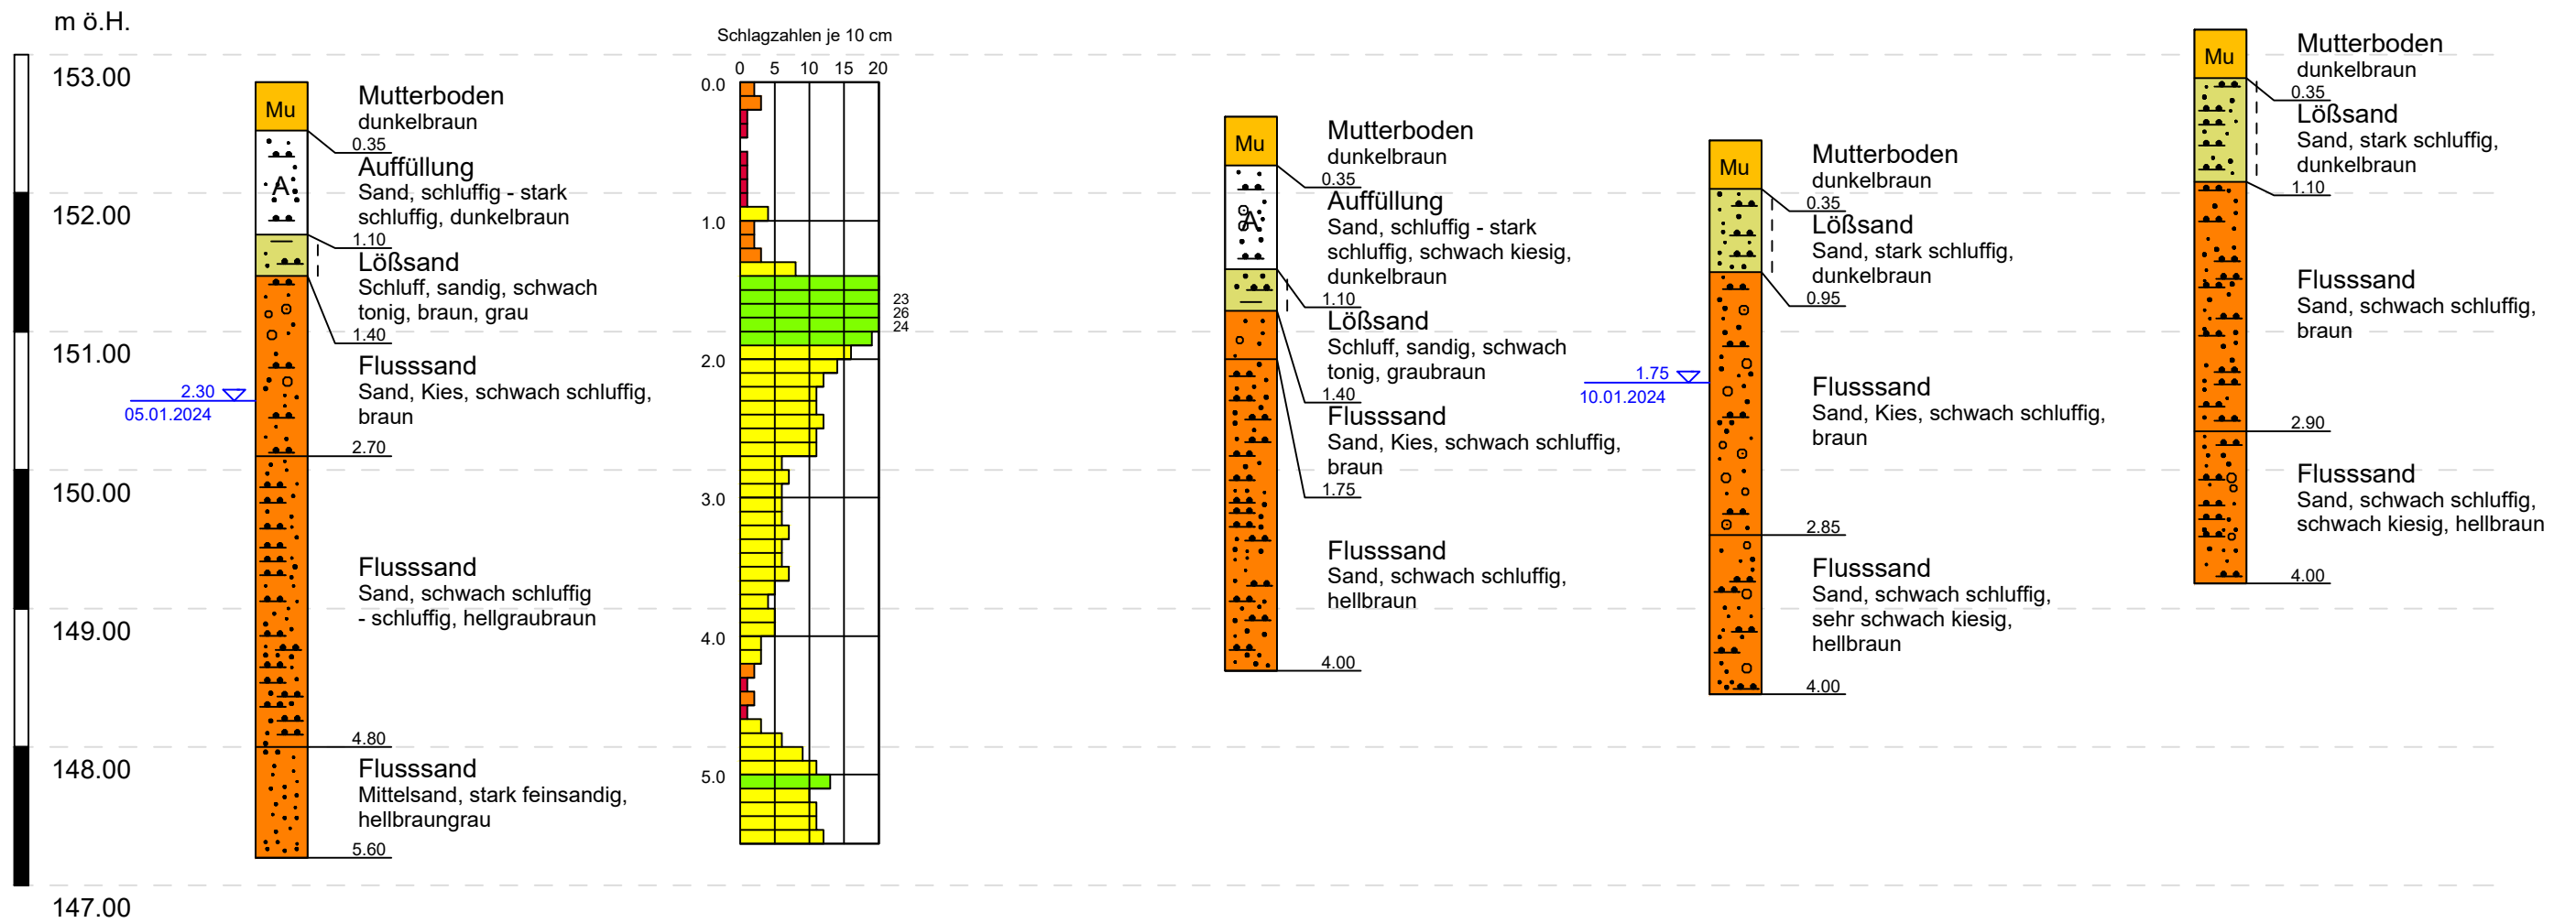 m ö.H.
153.00
152.00
151.00
150.00
149.00
148.00
147.00
Mu
A
Mutterboden
dunkelbraun
0.35
Auffüllung
Sand, schluffig - stark
schluffig, dunkelbraun
1.10
Lößsand
Schluff, sandig, schwach
tonig, braun, grau
1.40
Flusssand
Sand, Kies, schwach schluffig,
braun
2.30
05.01.2024
2.70
Flusssand
Sand, schwach schluffig
- schluffig, hellgraubraun
4.80
Flusssand
Mittelsand, stark feinsandig,
hellbraungrau
5.60
Schlagzahlen je 10 cm
0 5 10 15 20
0.0
1.0
23
26
24
2.0
3.0
4.0
5.0
Mu
A
Mutterboden
dunkelbraun
0.35
Auffüllung
Sand, schluffig - stark
schluffig, schwach kiesig,
dunkelbraun
1.10
Lößsand
Schluff, sandig, schwach
tonig, graubraun
1.40
Flusssand
Sand, Kies, schwach schluffig,
braun
1.75
Flusssand
Sand, schwach schluffig,
hellbraun
4.00
Mu
Mutterboden
dunkelbraun
0.35
Lößsand
Sand, stark schluffig,
dunkelbraun
0.95
1.75
10.01.2024
Flusssand
Sand, Kies, schwach schluffig,
braun
2.85
Flusssand
Sand, schwach schluffig,
sehr schwach kiesig,
hellbraun
4.00
Mu
Mutterboden
dunkelbraun
0.35
Lößsand
Sand, stark schluffig,
dunkelbraun
1.10
Flusssand
Sand, schwach schluffig,
braun
2.90
Flusssand
Sand, schwach schluffig,
schwach kiesig, hellbraun
4.00